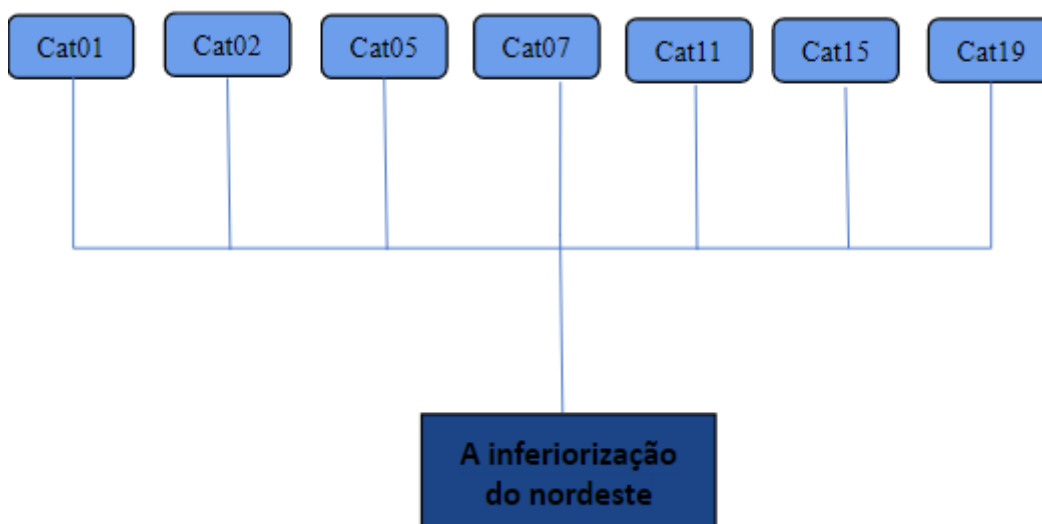 Cat01
Cat02
Cat05
Cat07
Cat11
Cat15
Cat19
A inferiorização
do nordeste